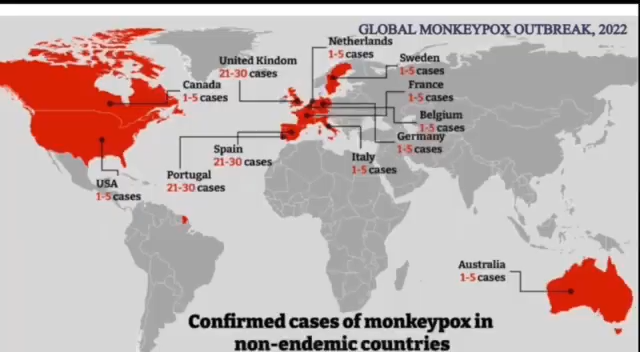 GLOBAL MONKEYPOX OUTBREAK, 2022
Netherlands
1-5 cases
United Kindom
21-30 cases
Sweden
1-5 cases
Canada
1-5 cases
France
1-5 cases
Belgium
1-5 cases
Germany
1-5 cases
Spain
21-30 cases
Italy
1-5 cases
Portugal
21-30 cases
USA
1-5 cases
Australia
1-5 cases
Confirmed cases of monkeypox in
non-endemic countries